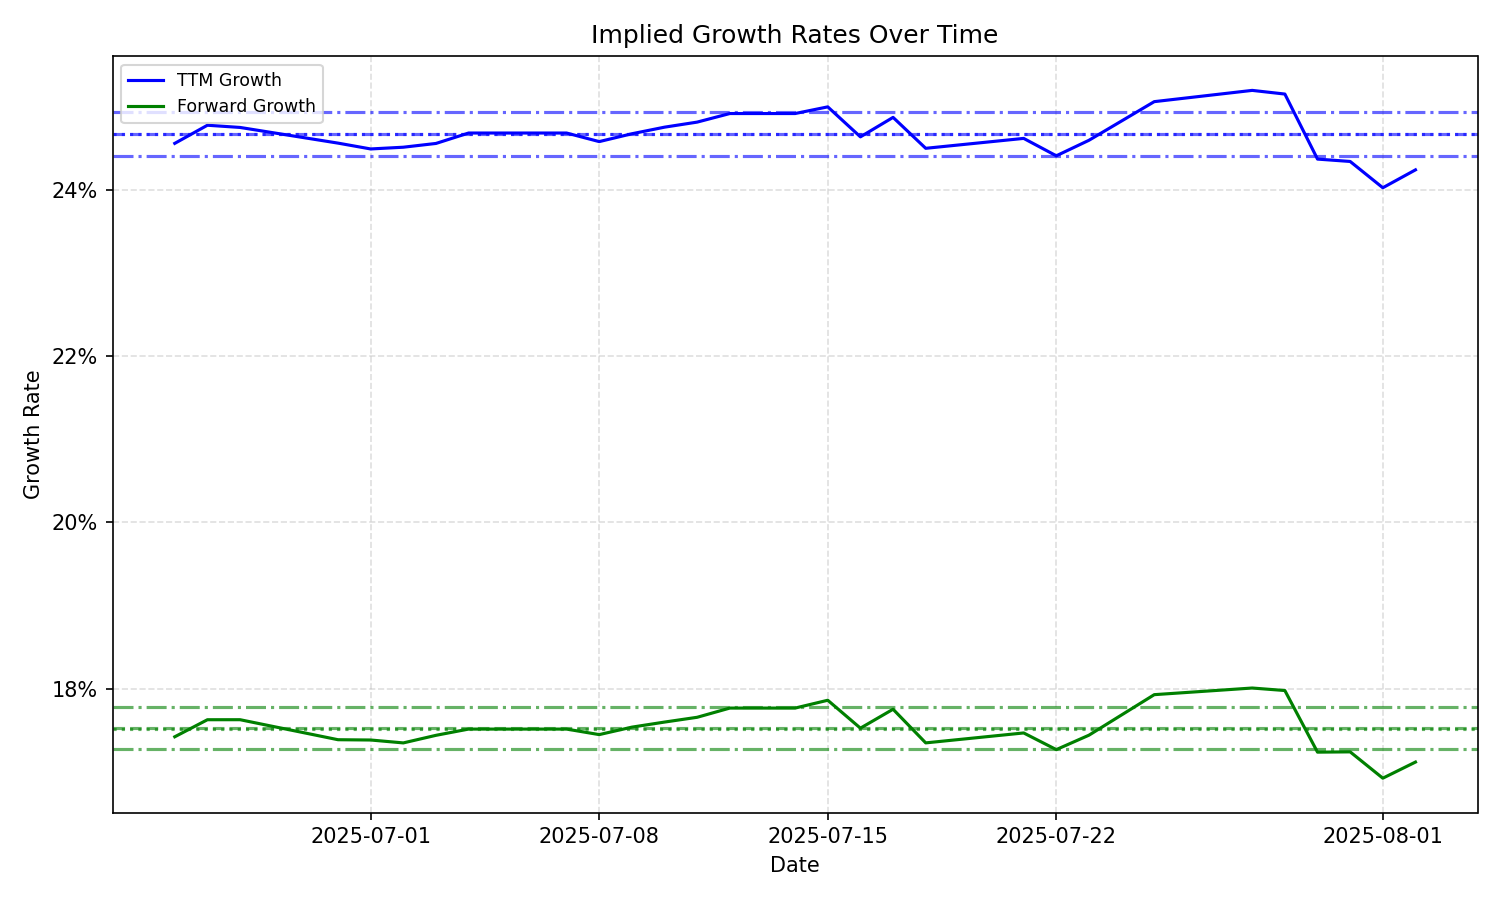 Implied Growth Rates Over Time
TTM Growth
Forward Growth
24%
22%
20%
18%
Growth Rate
2025-07-01
2025-07-08
2025-07-15
2025-07-22
2025-08-01
Date